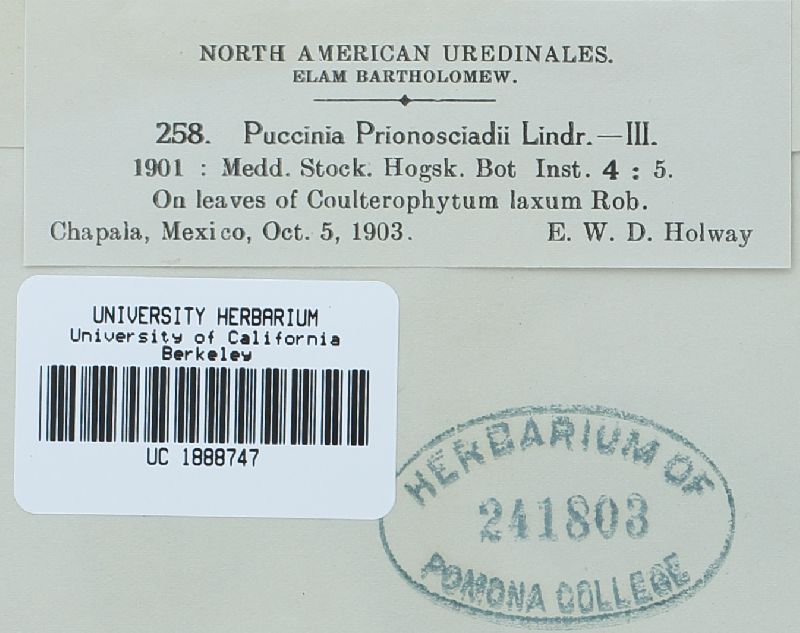 NORTH AMERICAN UREDINALES.
ELAM BARTHOLOMEW.
258. Puccinia Prionosciadii Lindr.—III.
1901 : Medd. Stock. Hogsk. Bot Inst. 4 : 5.
On leaves of Coulterophytum laxum Rob.
Chapala, Mexico, Oct. 5, 1903. E. W. D. Holway
UNIVERSITY HERBARIUM
University of California
Berkeley
UC 1888747
HERBARIUM OF
241803
POMONA COLLEGE